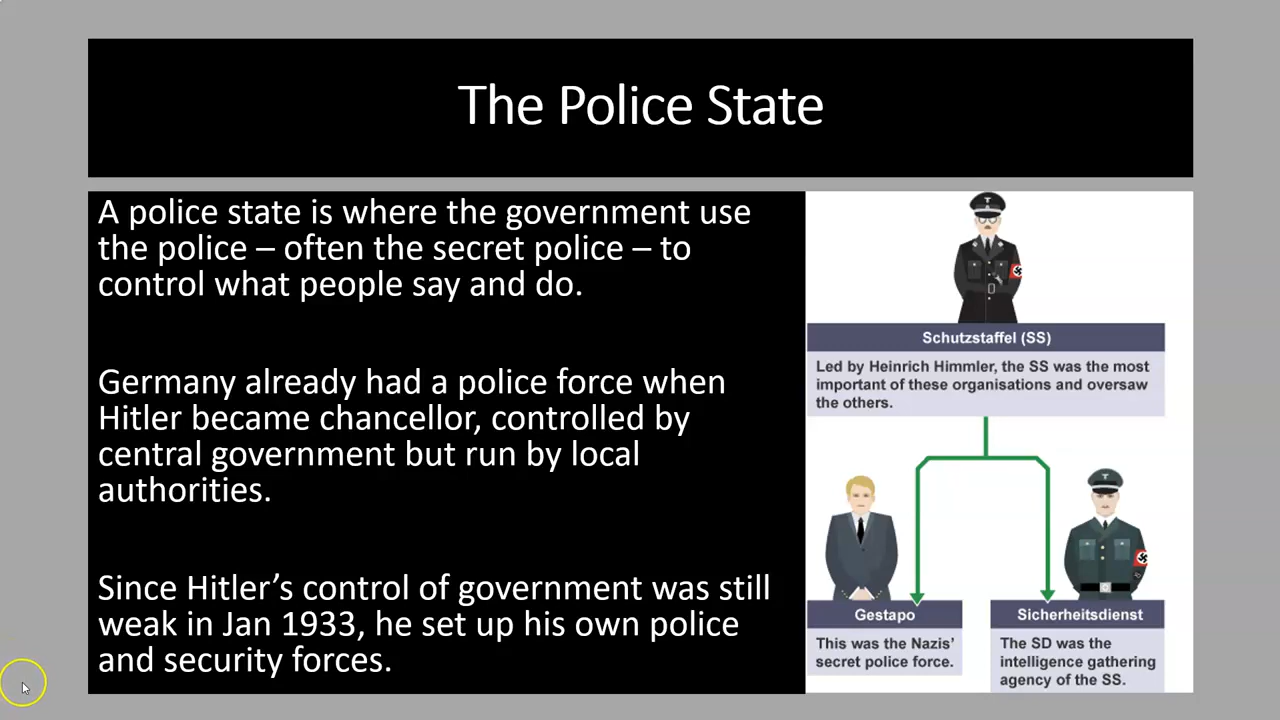 The Police State
A police state is where the government use
the police – often the secret police – to
control what people say and do.
Germany already had a police force when
Hitler became chancellor, controlled by
central government but run by local
authorities.
Since Hitler’s control of government was still
weak in Jan 1933, he set up his own police
and security forces.
Schutzstaffel (SS)
Led by Heinrich Himmler, the SS was the most
important of these organisations and oversaw
the others.
Gestapo
This was the Nazis’
secret police force.
Sicherheitsdienst
The SD was the
intelligence gathering
agency of the SS.